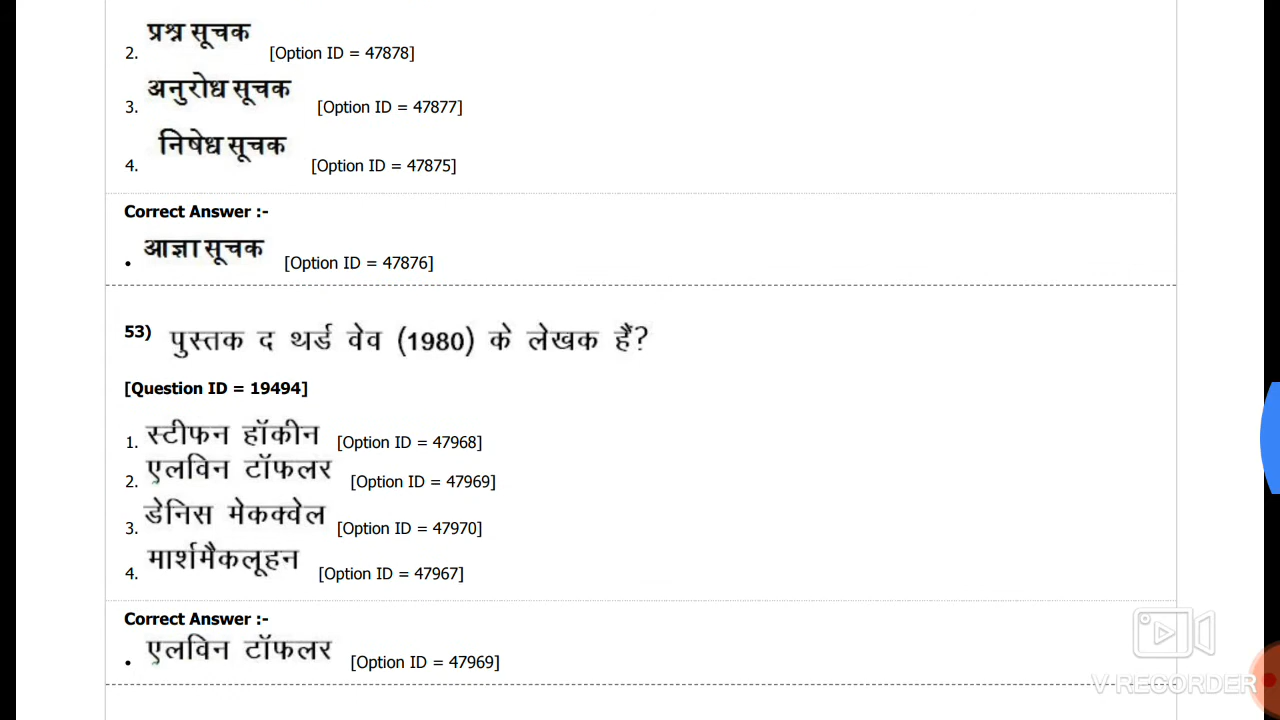 2. प्रश्न सूचक [Option ID = 47878]
3. अनुरोध सूचक [Option ID = 47877]
4. निषेध सूचक [Option ID = 47875]
Correct Answer :-
• आज्ञा सूचक [Option ID = 47876]
53) पुस्तक द थर्ड वेव (1980) के लेखक हैं?
[Question ID = 19494]
1. स्टीफन हॉकीन [Option ID = 47968]
2. एलविन टॉफलर [Option ID = 47969]
3. डेनिस मेकक्वेल [Option ID = 47970]
4. मार्शमैकलूहन [Option ID = 47967]
Correct Answer :-
• एलविन टॉफलर [Option ID = 47969]
V RECORDER